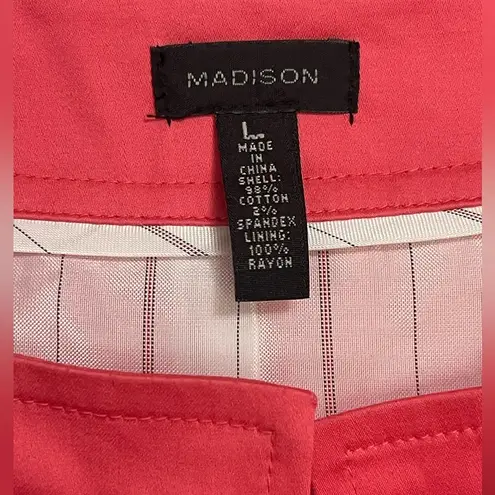 MADISON
L
MADE
IN
CHINA
SHELL:
98%
COTTON
2%
SPANDEX
LINING:
100%
RAYON